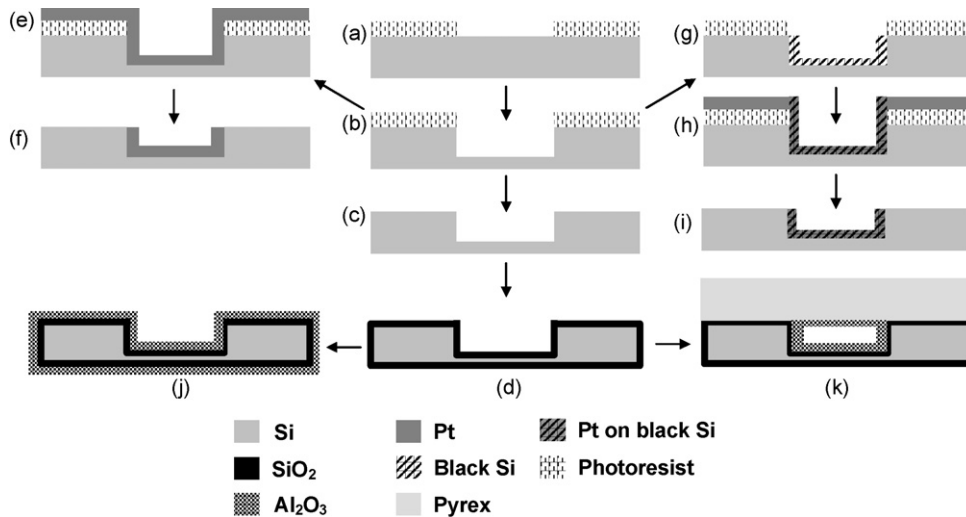 (e)
(a)
(g)
(f)
(b)
(h)
(c)
(i)
(j)
(d)
(k)
Si
Pt
Pt on black Si
SiO₂
Black Si
Photoresist
Al₂O₃
Pyrex